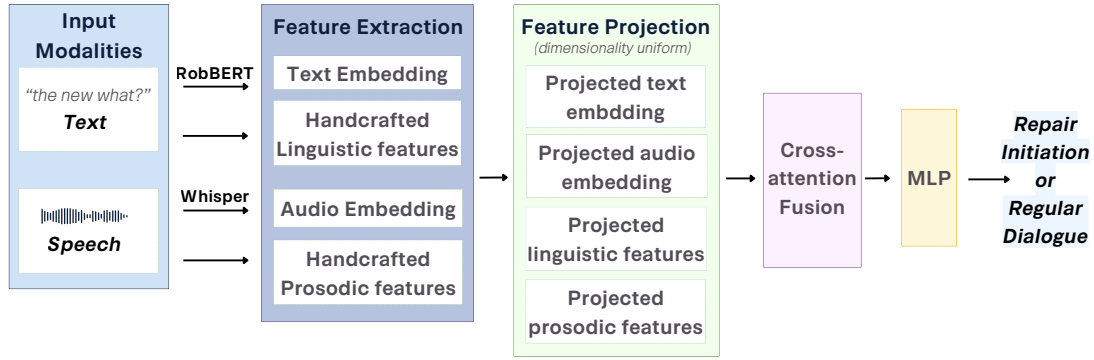 Input
Modalities
“the new what?”
Text
Speech
RobBERT
Whisper
Feature Extraction
Text Embedding
Handcrafted
Linguistic features
Audio Embedding
Handcrafted
Prosodic features
Feature Projection
(dimensionality uniform)
Projected text
embdding
Projected audio
embedding
Projected
linguistic features
Projected
prosodic features
Cross-
attention
Fusion
MLP
Repair
Initiation
or
Regular
Dialogue